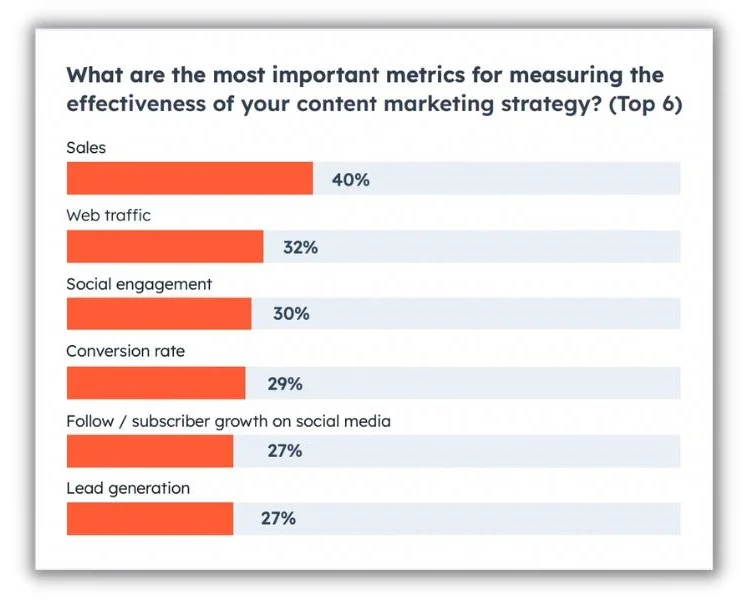 What are the most important metrics for measuring the
effectiveness of your content marketing strategy? (Top 6)
Sales
40%
Web traffic
32%
Social engagement
30%
Conversion rate
29%
Follow / subscriber growth on social media
27%
Lead generation
27%